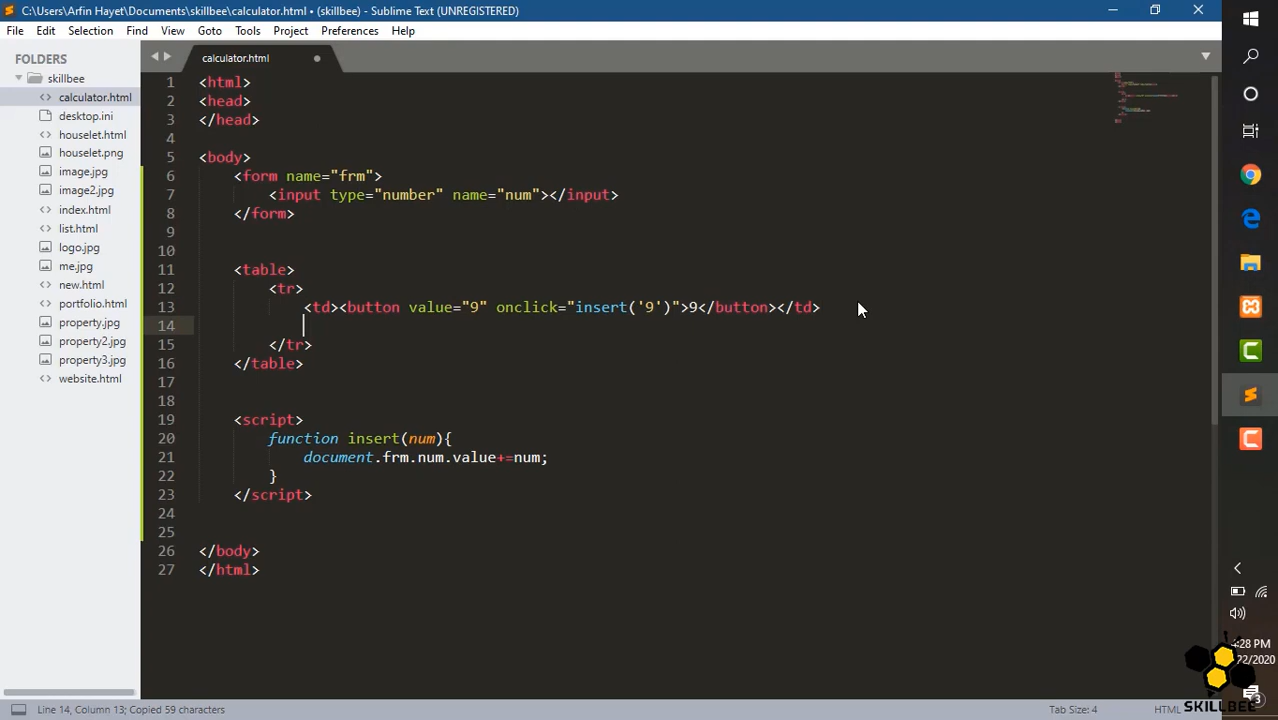 C:\Users\Arfin Hayet\Documents\skillbee\calculator.html • (skillbee) - Sublime Text (UNREGISTERED)
File Edit Selection Find View Goto Tools Project Preferences Help
FOLDERS
skillbee
calculator.html
desktop.ini
houselet.html
houselet.png
image.jpg
image2.jpg
index.html
list.html
logo.jpg
me.jpg
new.html
portfolio.html
property.jpg
property2.jpg
property3.jpg
website.html
calculator.html
1 <html>
2 <head>
3 </head>
4
5 <body>
6 <form name="frm">
7 <input type="number" name="num"></input>
8 </form>
9
10
11 <table>
12 <tr>
13 <td><button value="9" onclick="insert('9')">9</button></td>
14
15 </tr>
16 </table>
17
18
19 <script>
20 function insert(num){
21 document.frm.num.value+=num;
22 }
23 </script>
24
25
26 </body>
27 </html>
Line 14, Column 13; Copied 59 characters
Tab Size: 4
HTML
:28 PM
22/2020
3
SKILLBEE